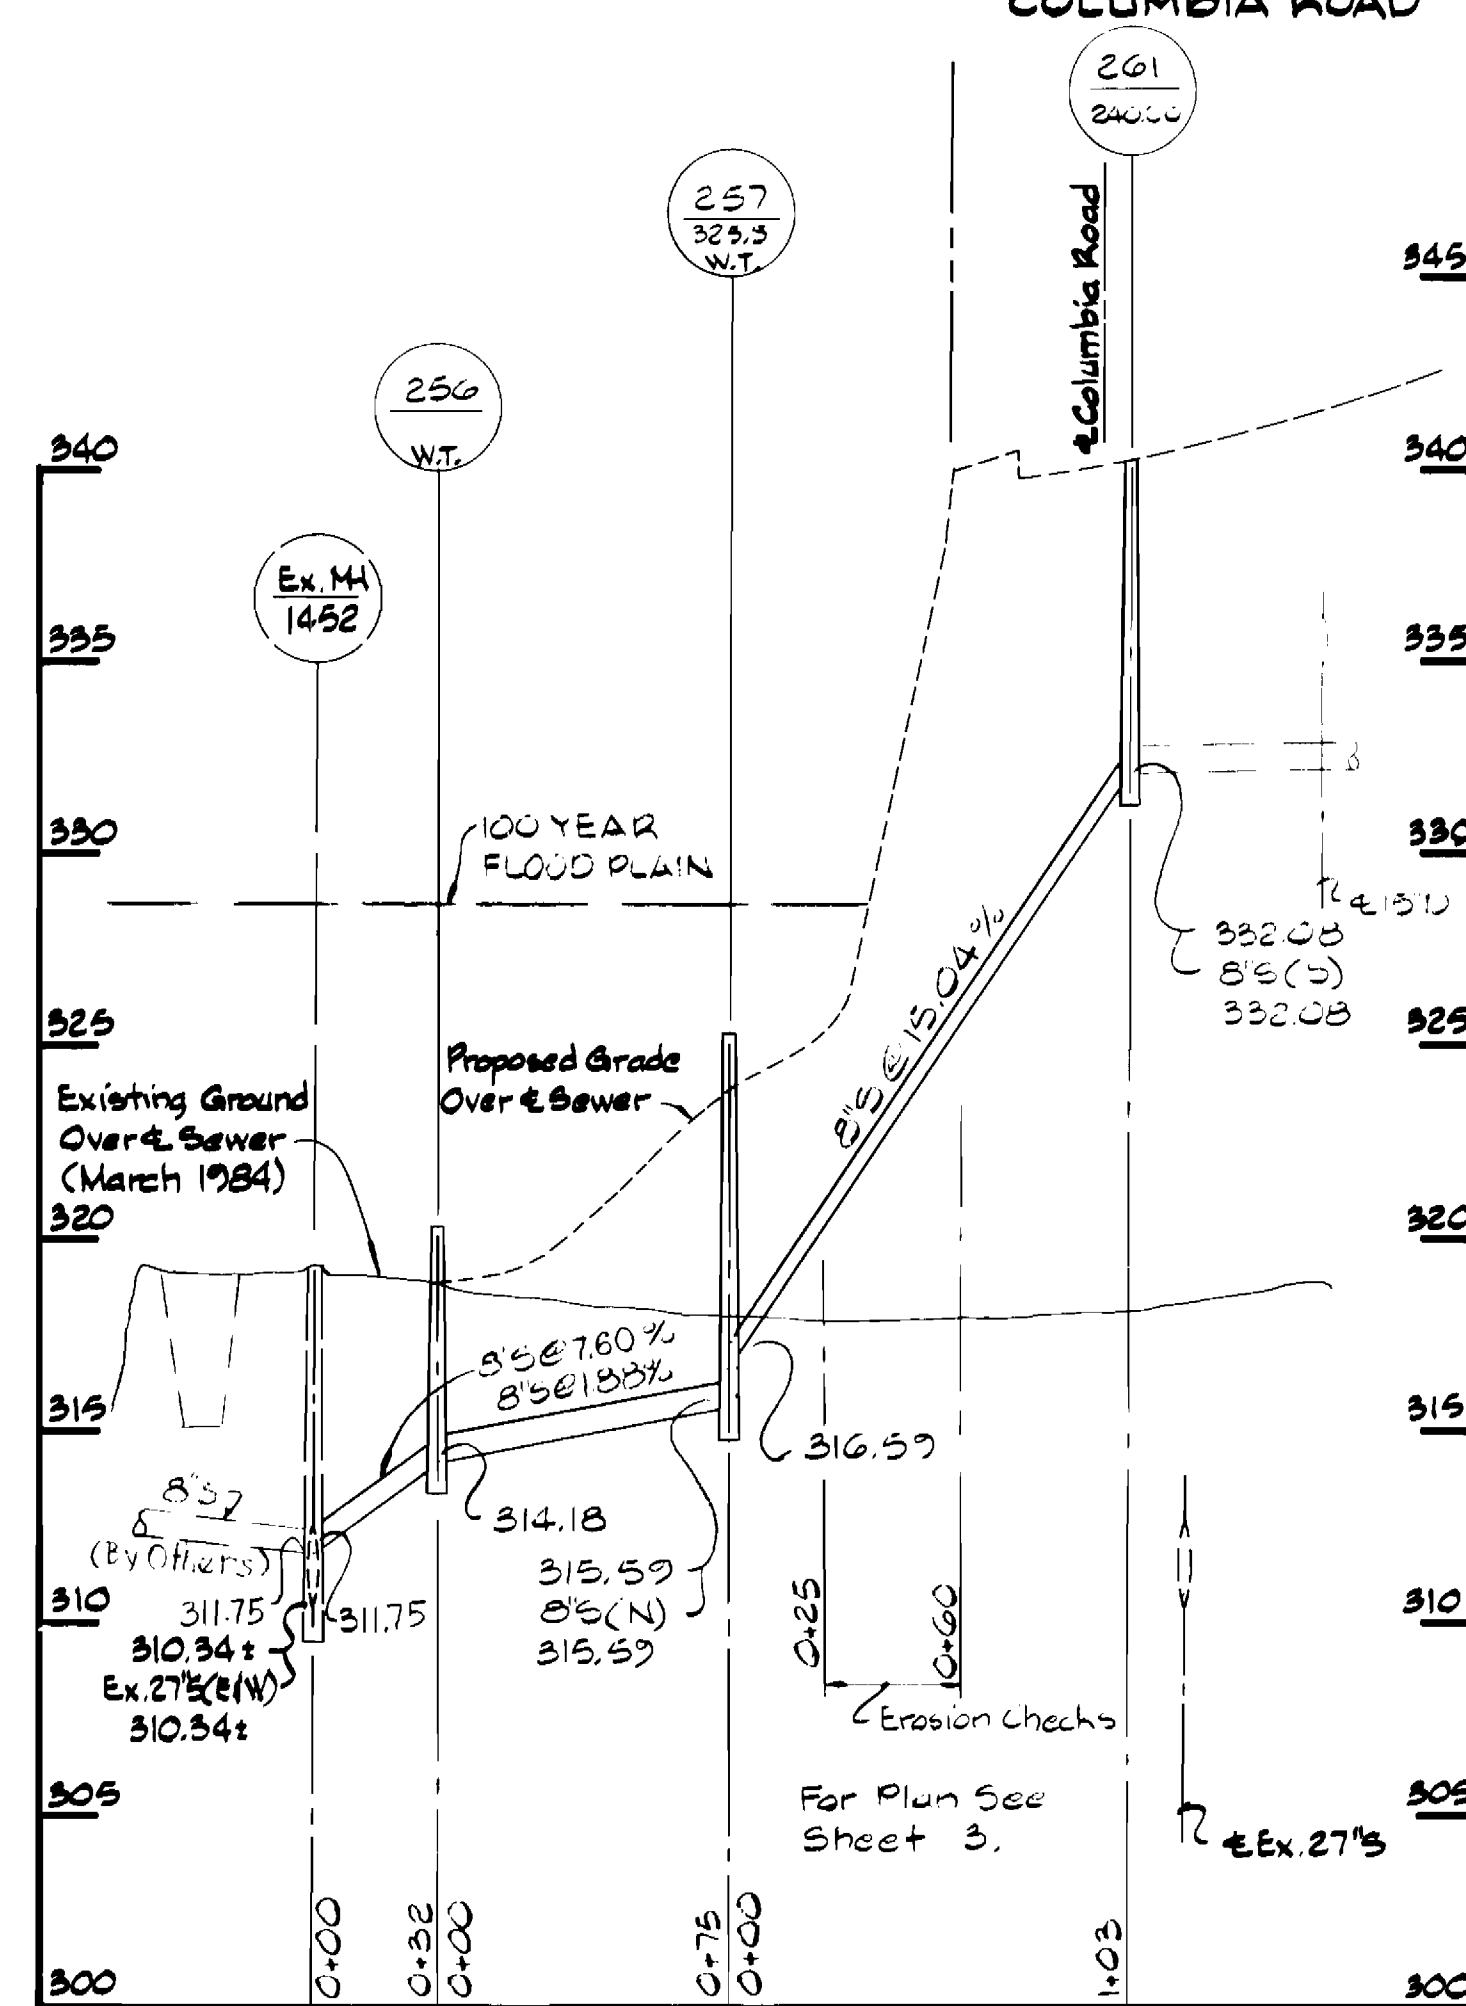 COLUMBIA ROAD
261
257
325.3
W.T.
256
W.T.
Ex. MH
1452
℄ Columbia Road
345
340
335
330
325
320
315
310
305
300
340
335
330
325
320
315
310
305
300
100 YEAR
FLOOD PLAIN
℄ 15"D
332.08
8"S(S)
332.08
8"S@15.04%
Proposed Grade
Over ℄ Sewer
Existing Ground
Over ℄ Sewer
(March 1984)
8"S@7.60%
8"S@1.88%
316.59
314.18
315.59
8"S(N)
315.59
8"S
(By Others)
311.75
311.75
310.34±
Ex.27"S(E/W)
310.34±
0+25
0+60
Erosion Checks
For Plan See
Sheet 3.
℄ Ex.27"S
0+00
0+32
0+00
0+75
0+00
1+03